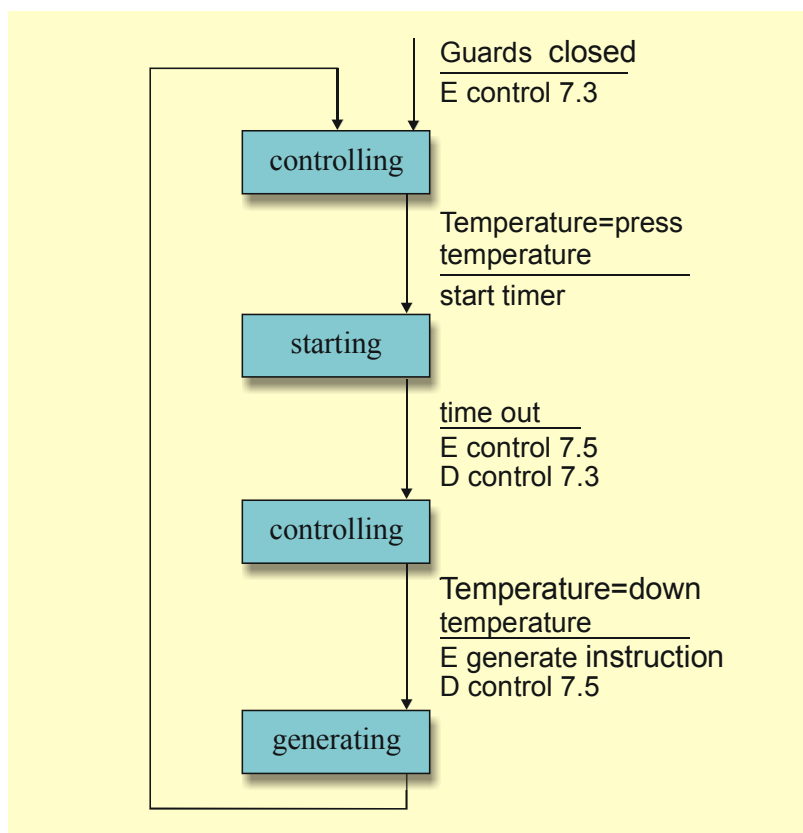 Guards closed
E control 7.3
controlling
Temperature=press
temperature
start timer
starting
time out
E control 7.5
D control 7.3
controlling
Temperature=down
temperature
E generate instruction
D control 7.5
generating